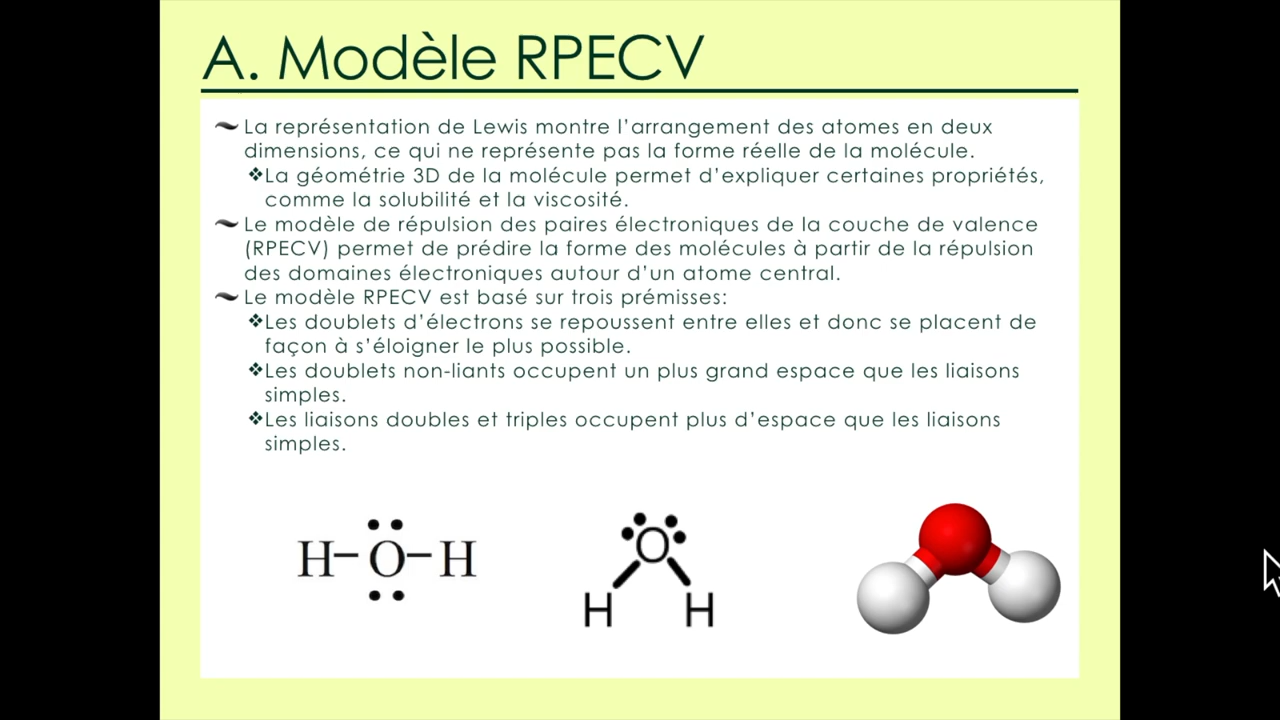 A. Modèle RPECV
La représentation de Lewis montre l'arrangement des atomes en deux
dimensions, ce qui ne représente pas la forme réelle de la molécule.
❖La géométrie 3D de la molécule permet d'expliquer certaines propriétés,
comme la solubilité et la viscosité.
Le modèle de répulsion des paires électroniques de la couche de valence
(RPECV) permet de prédire la forme des molécules à partir de la répulsion
des domaines électroniques autour d'un atome central.
Le modèle RPECV est basé sur trois prémisses:
❖Les doublets d'électrons se repoussent entre elles et donc se placent de
façon à s'éloigner le plus possible.
❖Les doublets non-liants occupent un plus grand espace que les liaisons
simples.
❖Les liaisons doubles et triples occupent plus d'espace que les liaisons
simples.
H–O–H
O
H H